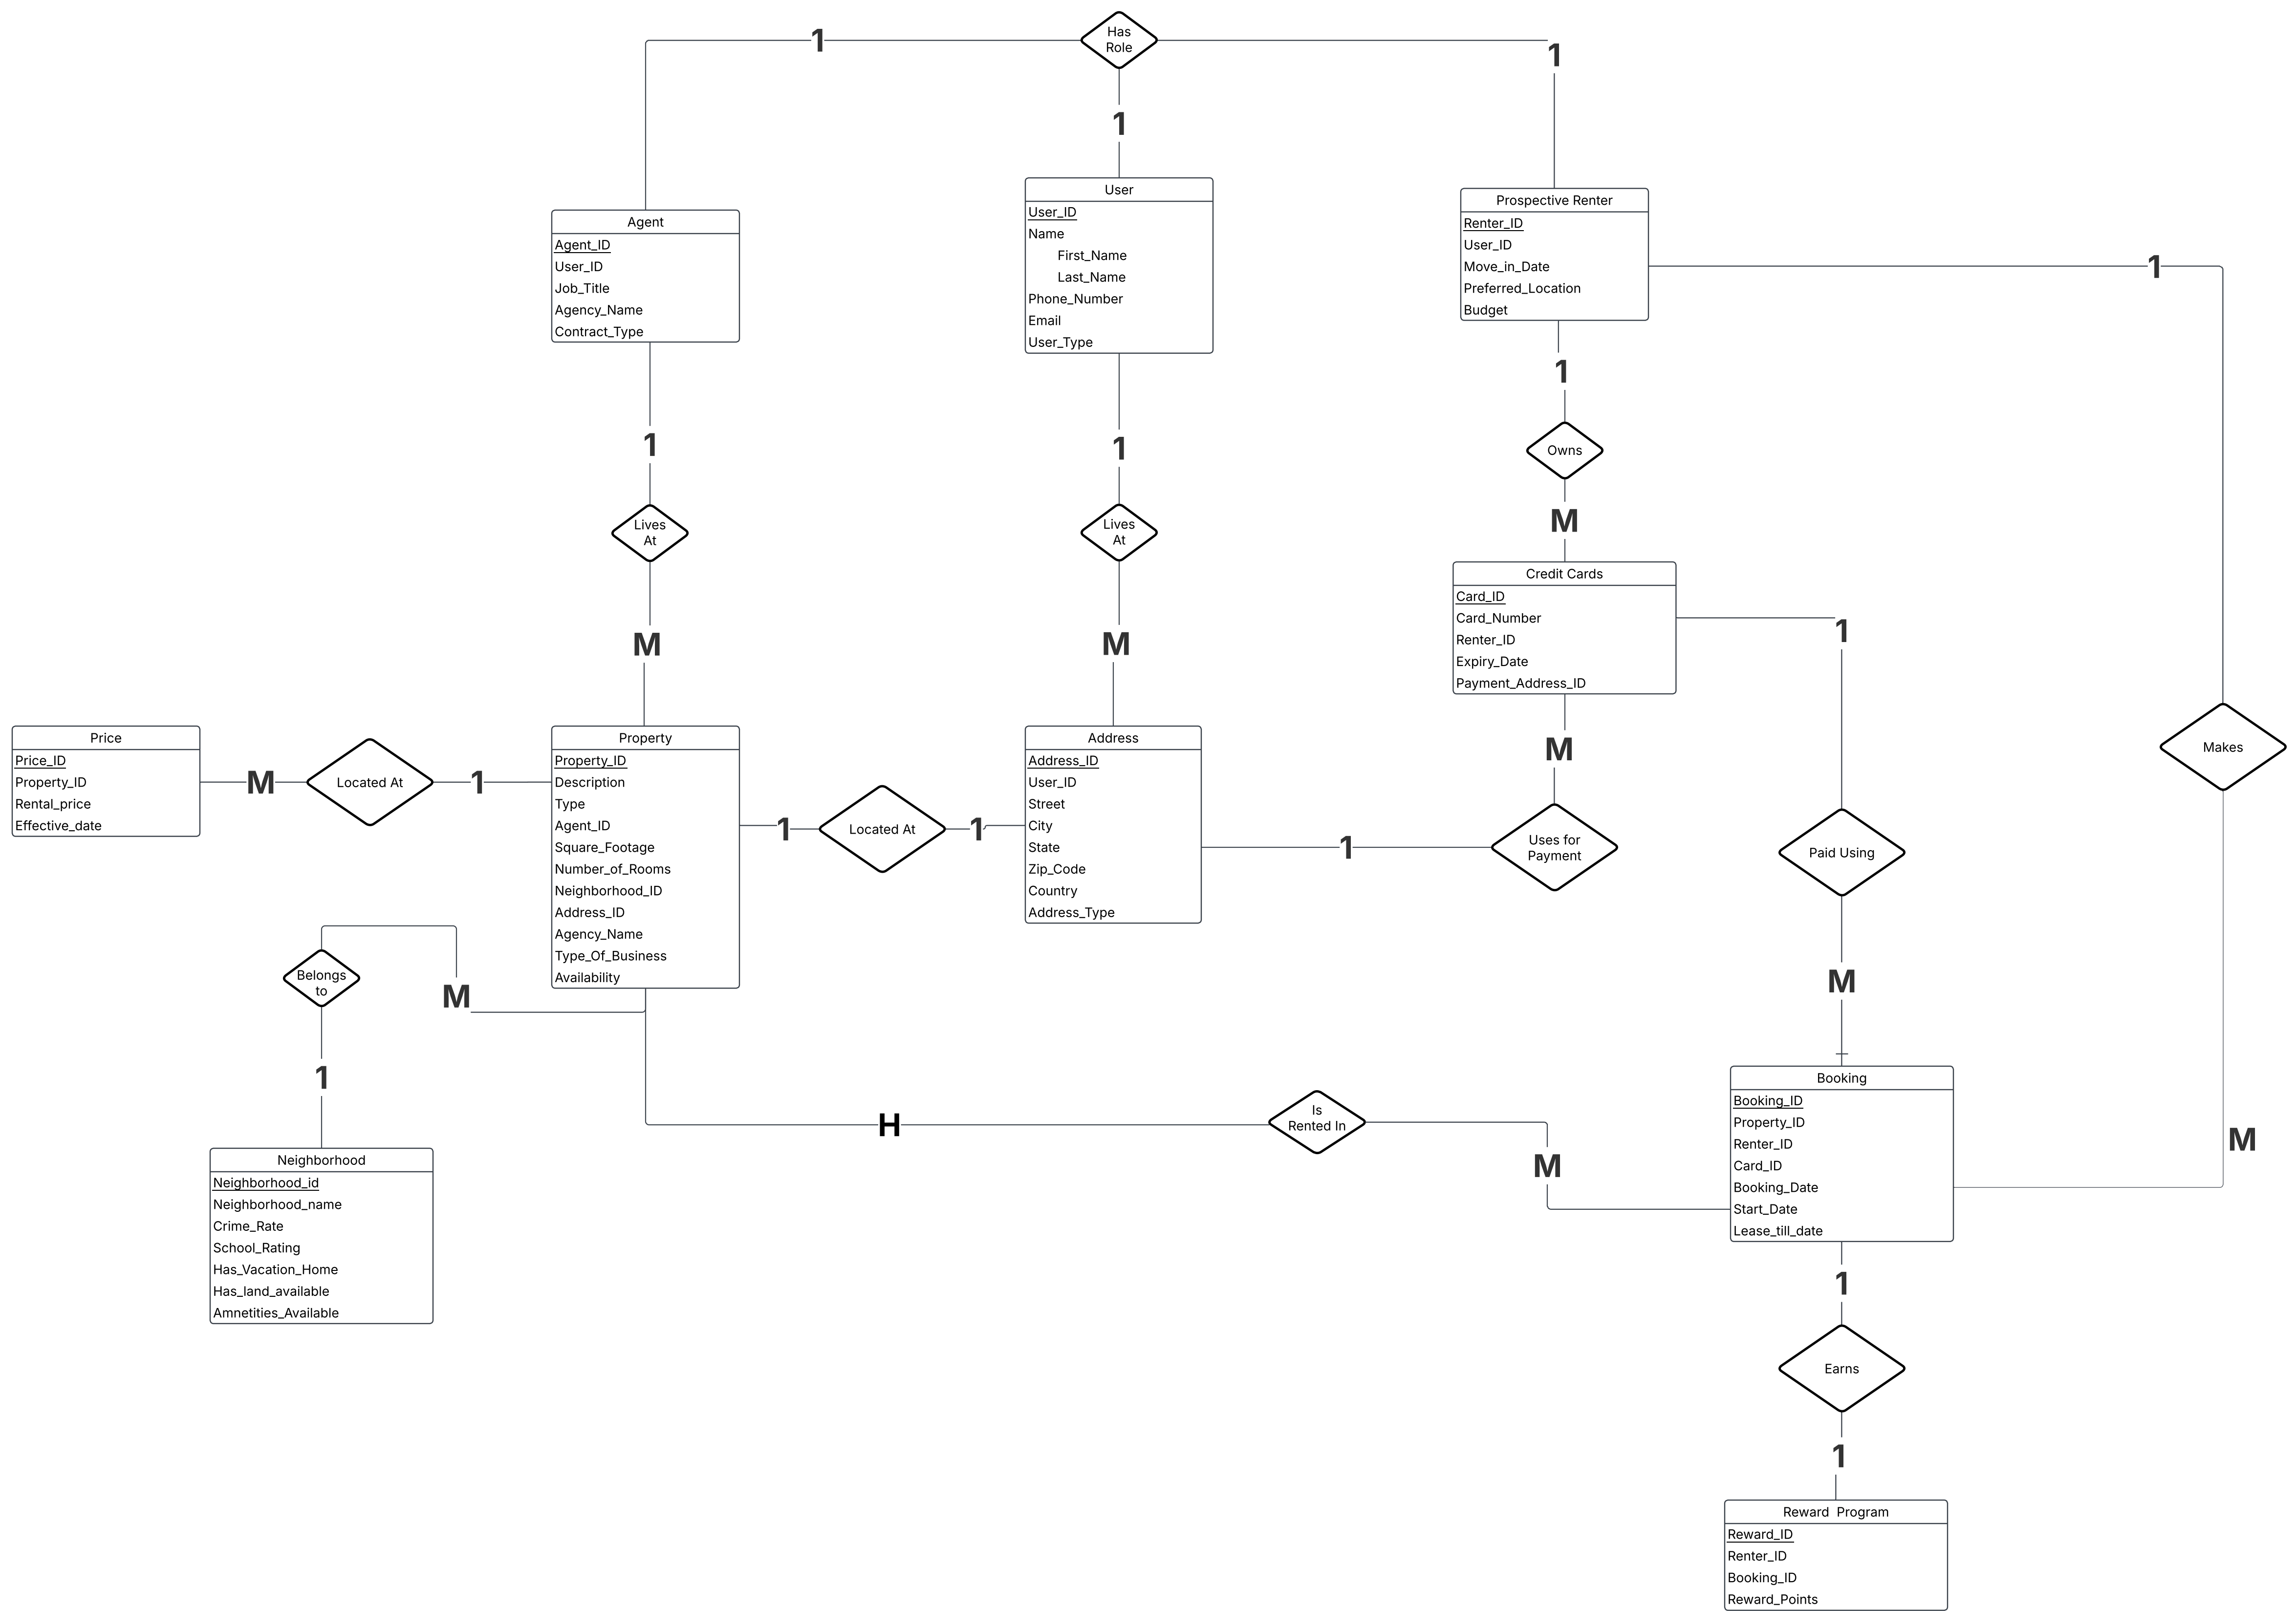 Has
Role
1
1
1
Agent
Agent_ID
User_ID
Job_Title
Agency_Name
Contract_Type
User
User_ID
Name
First_Name
Last_Name
Phone_Number
Email
User_Type
Prospective Renter
Renter_ID
User_ID
Move_in_Date
Preferred_Location
Budget
1
1
1
1
Lives
At
Lives
At
Owns
M
M
M
Credit Cards
Card_ID
Card_Number
Renter_ID
Expiry_Date
Payment_Address_ID
1
Price
Price_ID
Property_ID
Rental_price
Effective_date
M
Located At
1
Property
Property_ID
Description
Type
Agent_ID
Square_Footage
Number_of_Rooms
Neighborhood_ID
Address_ID
Agency_Name
Type_Of_Business
Availability
1
Located At
1
Address
Address_ID
User_ID
Street
City
State
Zip_Code
Country
Address_Type
M
1
Uses for
Payment
Paid Using
Makes
Belongs
to
M
M
1
H
Is
Rented In
M
M
Neighborhood
Neighborhood_id
Neighborhood_name
Crime_Rate
School_Rating
Has_Vacation_Home
Has_land_available
Amnetities_Available
Booking
Booking_ID
Property_ID
Renter_ID
Card_ID
Booking_Date
Start_Date
Lease_till_date
1
Earns
1
Reward Program
Reward_ID
Renter_ID
Booking_ID
Reward_Points